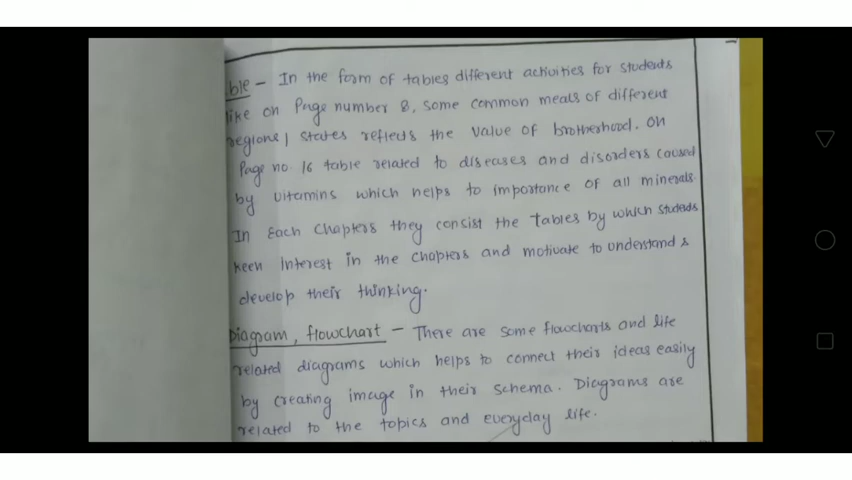 ble - In the form of tables different activities for students
like on Page number 8, some common meals of different
regions / states reflects the value of brotherhood. On
Page no 16 table related to diseases and disorders caused
by vitamins which helps to importance of all minerals.
In Each Chapters they consist the Tables by which students
keen interest in the chapters and motivate to understand &
develop their thinking.
Diagram, flowchart - There are some flowcharts and life
related diagrams which helps to connect their ideas easily
by creating image in their schema. Diagrams are
related to the topics and everyday life.